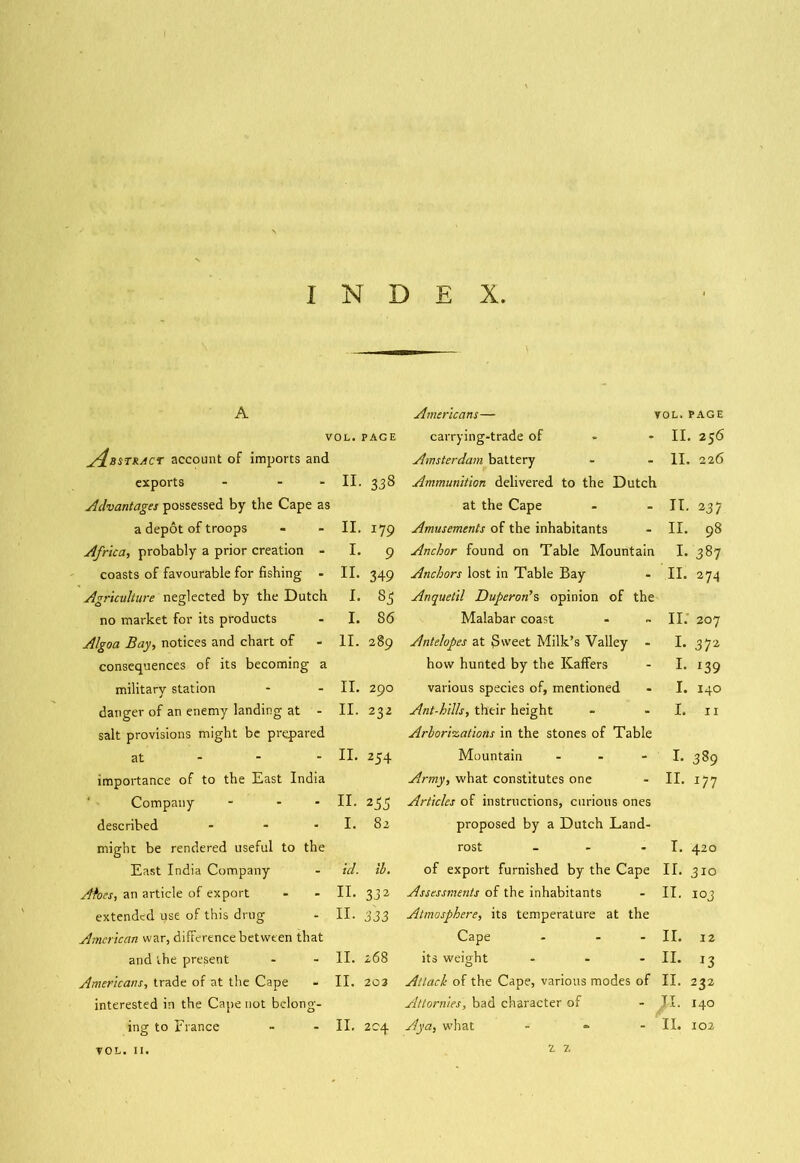 INDEX.
A
VOL. PAGE
ABSTRACT account of imports and
exports - - - II. 338
Advantages possessed by the Cape as
a depôt of troops - - II. 179
Africa, probably a prior creation - I. 9
coasts of favourable for fishing - II. 349
Agriculture neglected by the Dutch I. 85
no market for its products - I. 86
Algoa Bay, notices and chart of - II. 289
consequences of its becoming a
military station - - II. 290
danger of an enemy landing at - II. 232
salt provisions might be prepared
at - - - II. 254
importance of to the East India
Company - - - II. 255
described - - - I. 82
might be rendered useful to the
East India Company - id. ib.
Aloes, an article of export - - II. 332
extended use of this drug - II. 333
American war, difference between that
and the present - - II. 268
Americans, trade of at the Cape - II. 203
interested in the Cape not belong-
ing to France - - II. 204
VOL. II.
Americans— VOL. PAGE
carrying-trade of - - II. 256
Amsterdam battery - - II. 226
Ammunition delivered to the Dutch
at the Cape - - II. 237
Amusements of the inhabitants - II. 98
Anchor found on Table Mountain I. 387
Anchors lost in Table Bay - II. 274
Anquetil Duperon's opinion of the
Malabar coast - - II. 207
Antelopes at Sweet Milk's Valley - I. 372
how hunted by the Kaffers - I. 139
various species of, mentioned - I. 140
Ant-hills, their height - - I. 11
Arborizations in the stones of Table
Mountain - - - I. 389
Army, what constitutes one - II. 177
Articles of instructions, curious ones
proposed by a Dutch Land-
rost - - - I. 420
of export furnished by the Cape II. 310
Assessments of the inhabitants - II. 103
Atmosphere, its temperature at the
Cape - - - II. 12
its weight - - - II. 13
Attack of the Cape, various modes of II. 232
Attornies, bad character of - II. 140
Aya, what - - - II. 102
Z Z